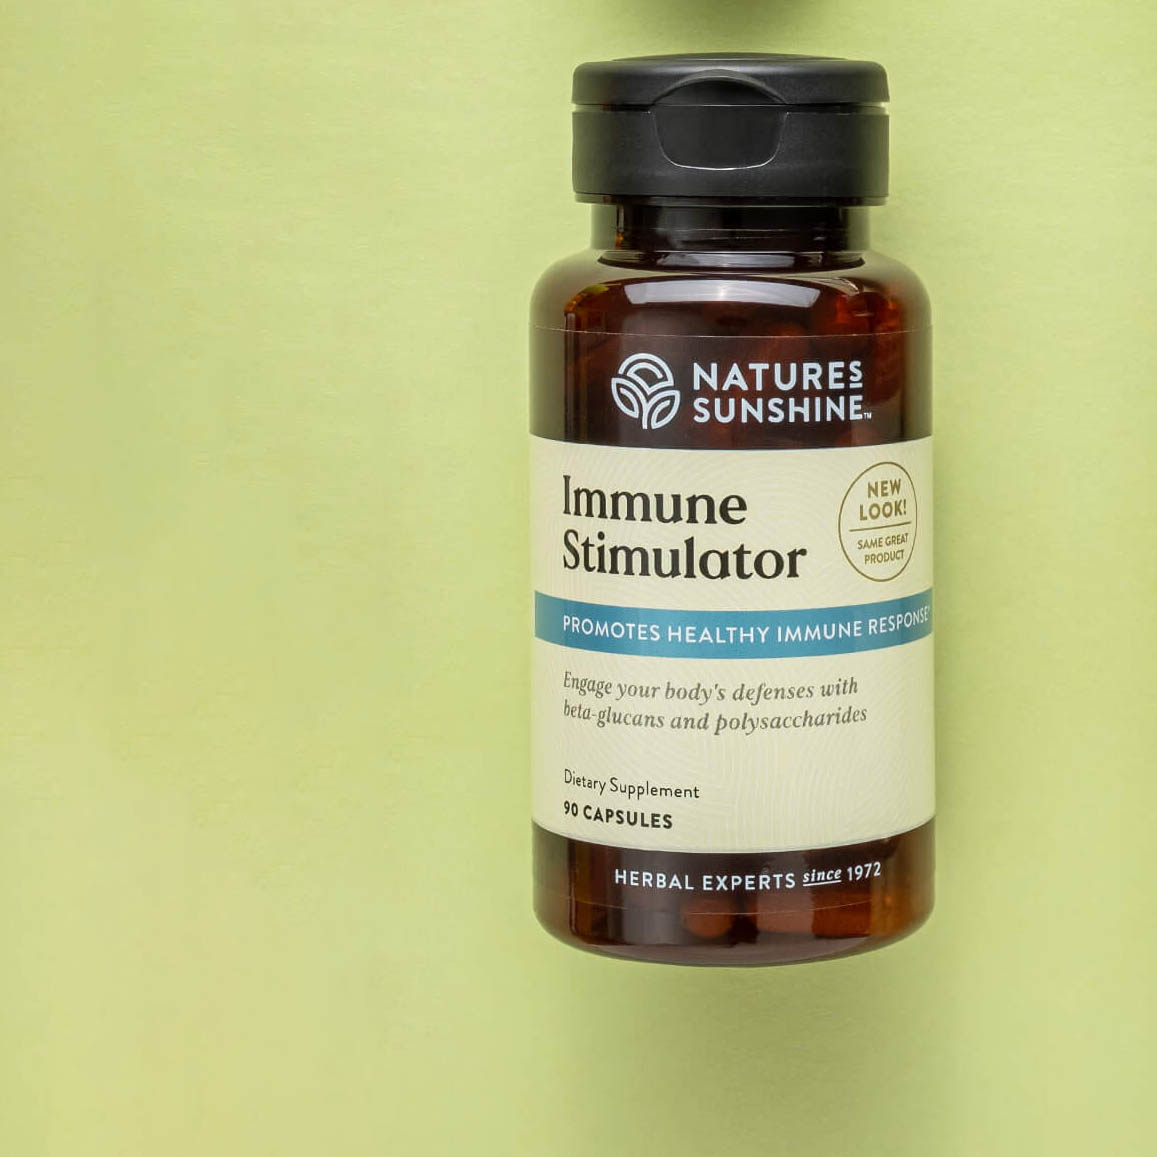 NATURES
SUNSHINE™
Immune
Stimulator
NEW
LOOK!
SAME GREAT
PRODUCT
PROMOTES HEALTHY IMMUNE RESPONSE*
Engage your body's defenses with
beta-glucans and polysaccharides
Dietary Supplement
90 CAPSULES
HERBAL EXPERTS since 1972